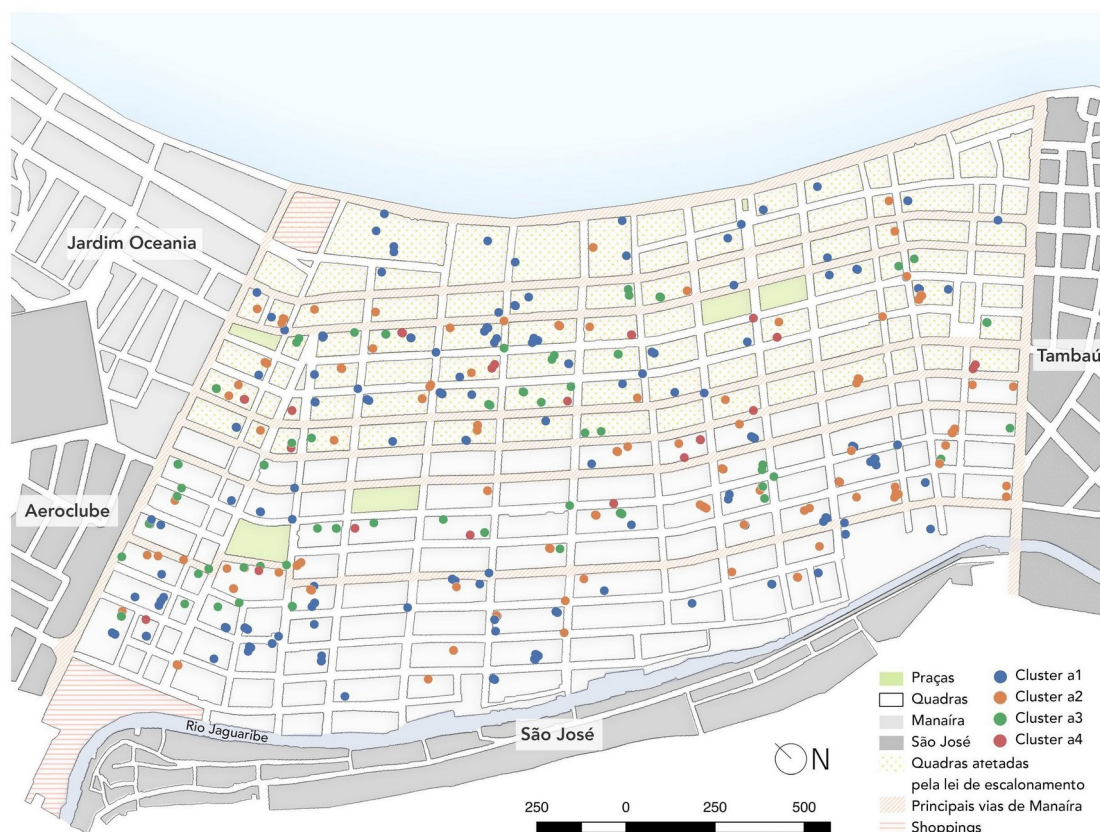 Jardim Oceania
Tambaú
Aeroclube
Rio Jaguaribe
São José
N
250 0 250 500
Praças
Quadras
Manaíra
São José
Quadras atetadas
pela lei de escalonamento
Principais vias de Manaíra
Shoppings
Cluster a1
Cluster a2
Cluster a3
Cluster a4